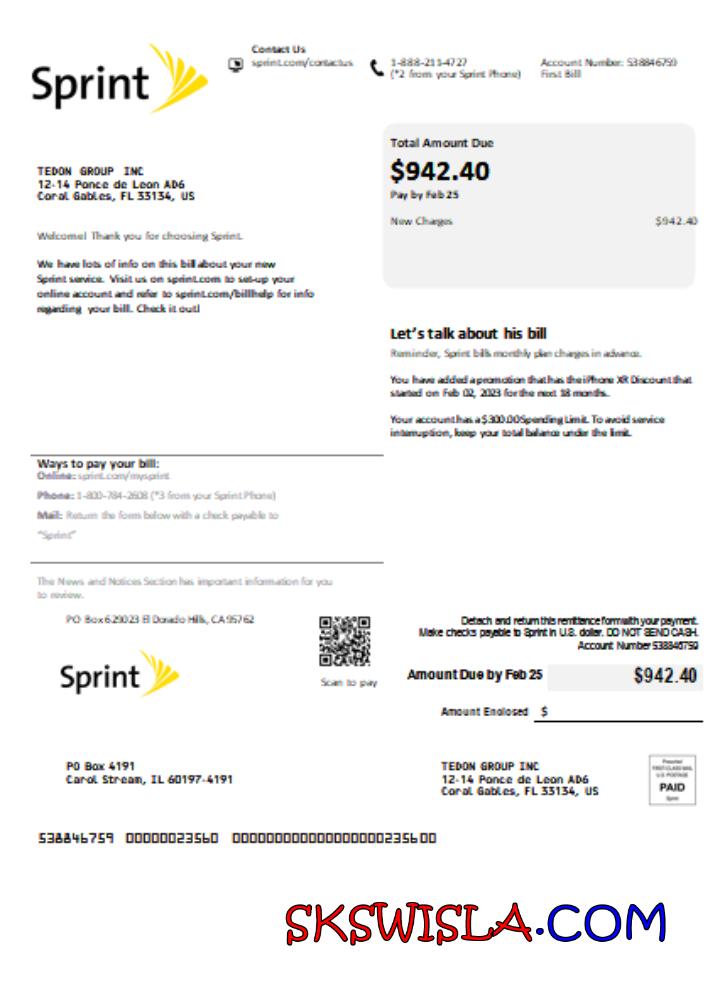 Sprint
Contact Us
sprint.com/contactus
1-888-211-4727
(*2 from your Sprint Phone)
Account Number: 538846759
First Bill
TEDON GROUP INC
12-14 Ponce de Leon AD6
Coral Gables, FL 33134, US
Total Amount Due
$942.40
Pay by Feb 25
New Charges $942.40
Welcome! Thank you for choosing Sprint.
We have lots of info on this bill about your new
Sprint service. Visit us on sprint.com to set-up your
online account and refer to sprint.com/billhelp for info
regarding your bill. Check it out!
Let's talk about his bill
Reminder, Sprint bills monthly plan charges in advance.
You have added a promotion that has the iPhone XR Discount that
started on Feb 02, 2023 for the next 18 months.
Your account has a $300.00 Spending Limit. To avoid service
interruption, keep your total balance under the limit.
Ways to pay your bill:
Online: sprint.com/mysprint
Phone: 1-800-784-2608 (*3 from your Sprint Phone)
Mail: Return the form below with a check payable to
"Sprint"
The News and Notices Section has important information for you
to review.
PO Box 629023 El Dorado Hills, CA 95762
Sprint
Scan to pay
Detach and return this remittance form with your payment.
Make checks payable to Sprint in U.S. dollar. DO NOT SEND CASH.
Account Number 538846759
Amount Due by Feb 25 $942.40
Amount Enclosed $
PO Box 4191
Carol Stream, IL 60197-4191
TEDON GROUP INC
12-14 Ponce de Leon AD6
Coral Gables, FL 33134, US
Presorted
FIRST-CLASS MAIL
U.S. POSTAGE
PAID
Sprint
538846759 00000023560 00000000000000000000235600
SKSWISLA.COM